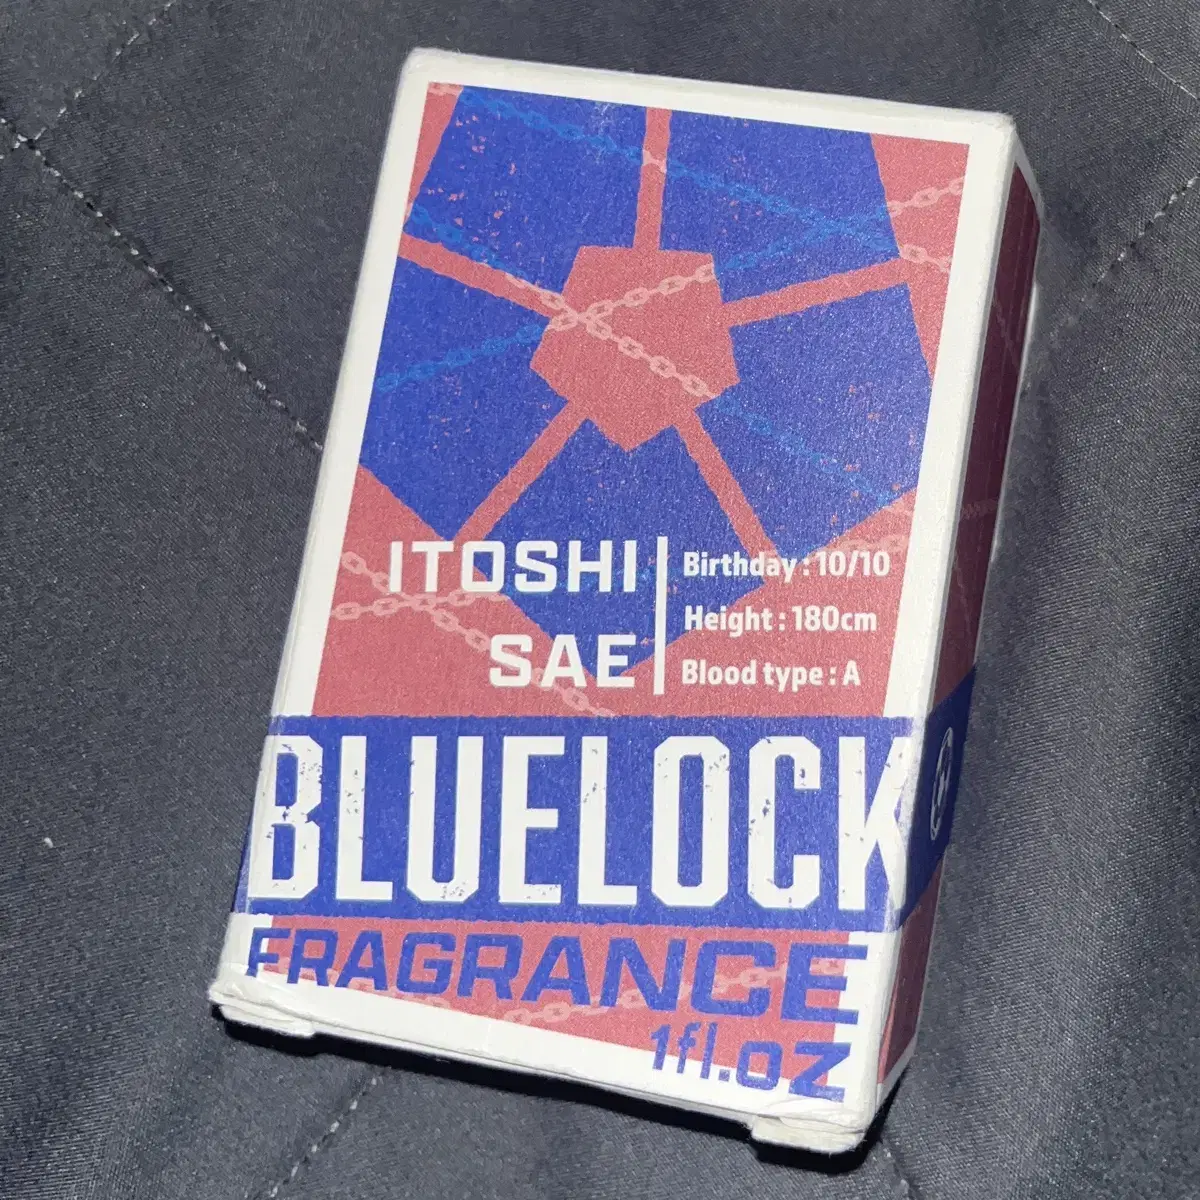 ITOSHI
SAE
Birthday : 10/10
Height : 180cm
Blood type : A
BLUELOCK
FRAGRANCE
1fl.oz